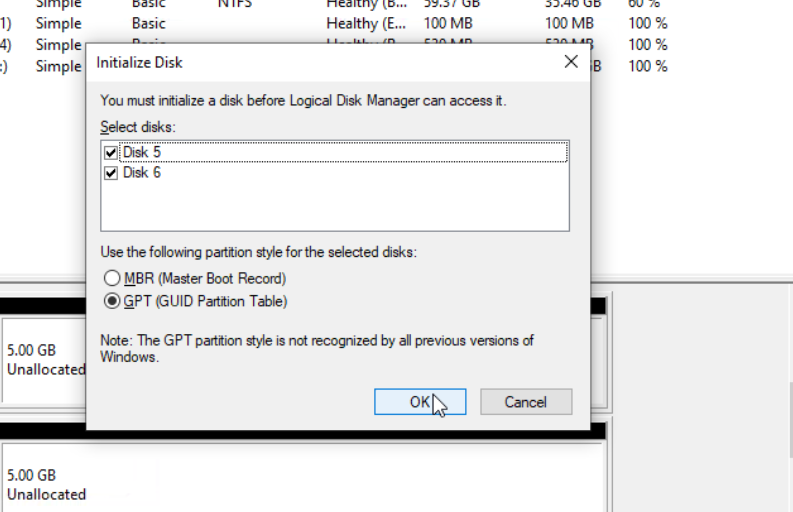 Simple Basic NTFS Healthy (B... 59.37 GB 35.46 GB 60 %
1) Simple Basic Healthy (E... 100 MB 100 MB 100 %
4) Simple 100 %
:) Simple 100 %
Initialize Disk
You must initialize a disk before Logical Disk Manager can access it.
Select disks:
Disk 5
Disk 6
Use the following partition style for the selected disks:
MBR (Master Boot Record)
GPT (GUID Partition Table)
Note: The GPT partition style is not recognized by all previous versions of
Windows.
OK Cancel
5.00 GB
Unallocated
5.00 GB
Unallocated